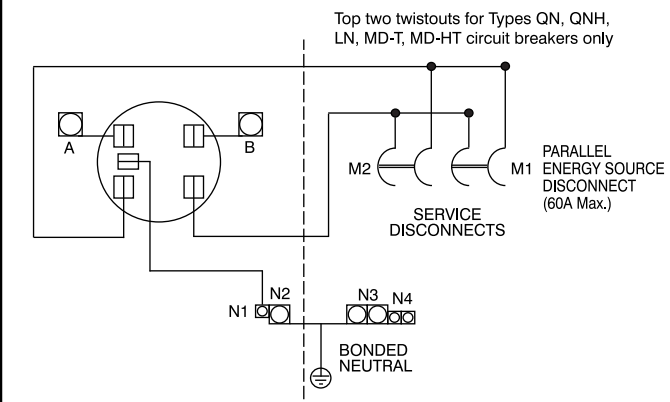 Top two twistouts for Types QN, QNH,
LN, MD-T, MD-HT circuit breakers only
A
B
M2
M1
PARALLEL
ENERGY SOURCE
DISCONNECT
(60A Max.)
SERVICE
DISCONNECTS
N1
N2
N3
N4
BONDED
NEUTRAL